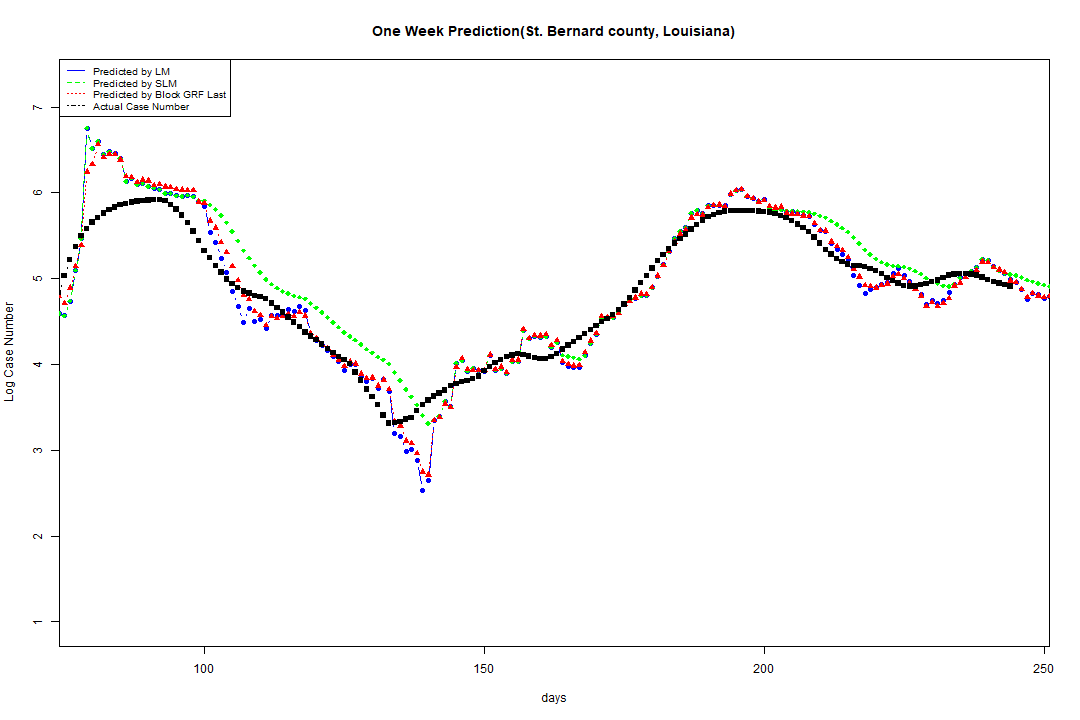 One Week Prediction(St. Bernard county, Louisiana)
Predicted by LM
Predicted by SLM
Predicted by Block GRF Last
Actual Case Number
Log Case Number
7
6
5
4
3
2
1
100 150 200 250
days